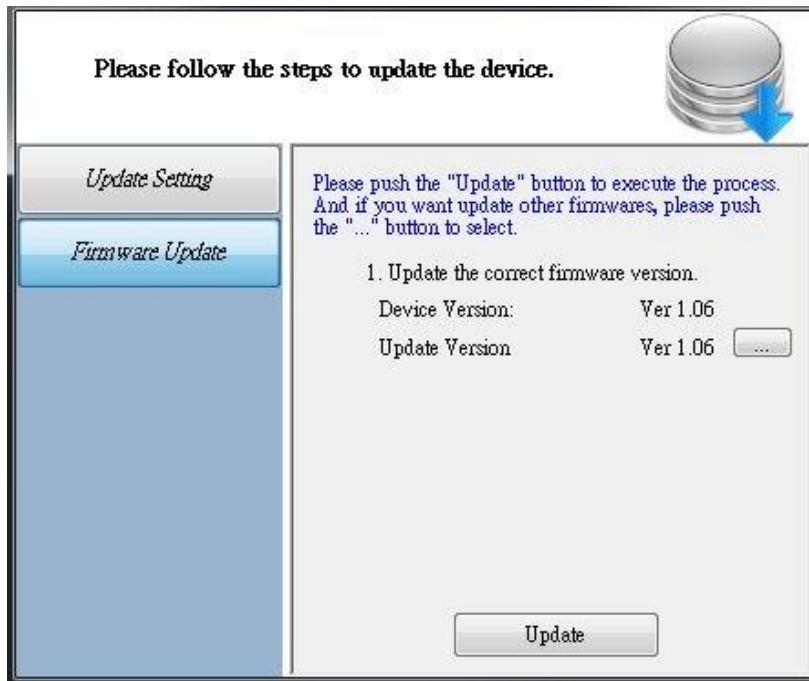 Please follow the steps to update the device.
Update Setting
Firmware Update
Please push the "Update" button to execute the process.
And if you want update other firmwares, please push
the "..." button to select.
1. Update the correct firmware version.
Device Version: Ver 1.06
Update Version Ver 1.06 ...
Update